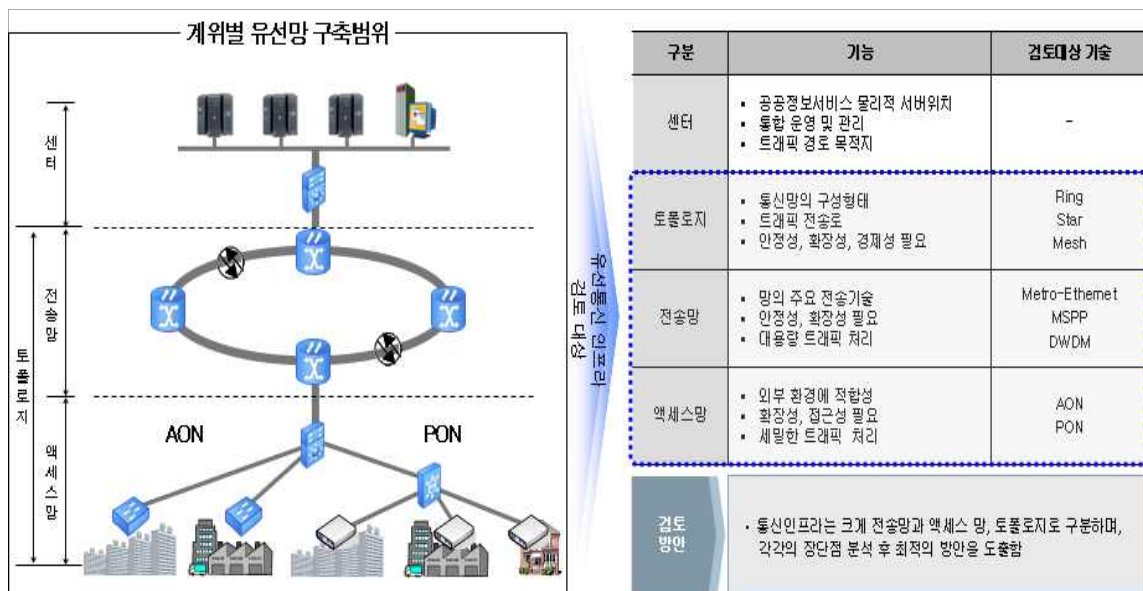 계위별 유선망 구축범위
센터
전송망
토폴로지
액세스망
AON
PON
유선통신 인프라
검토 대상
구분
기능
검토대상 기술
센터
▪ 공공정보서비스 물리적 서버위치
▪ 통합 운영 및 관리
▪ 트래픽 경로 목적지
-
토폴로지
▪ 통신망의 구성형태
▪ 트래픽 전송로
▪ 안정성, 확장성, 경제성 필요
Ring
Star
Mesh
전송망
▪ 망의 주요 전송기술
▪ 안정성, 확장성 필요
▪ 대용량 트래픽 처리
Metro-Ethernet
MSPP
DWDM
액세스망
▪ 외부 환경에 적합성
▪ 확장성, 접근성 필요
▪ 세밀한 트래픽 처리
AON
PON
검토
방안
▪ 통신인프라는 크게 전송망과 액세스 망, 토폴로지로 구분하며,
각각의 장단점 분석 후 최적의 방안을 도출함